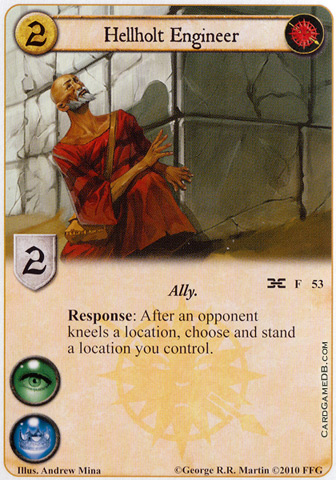 2 Hellholt Engineer
2
Ally.
F 53
Response: After an opponent
kneels a location, choose and stand
a location you control.
CARDGAMEDB.COM
Illus. Andrew Mina ©George R.R. Martin ©2010 FFG